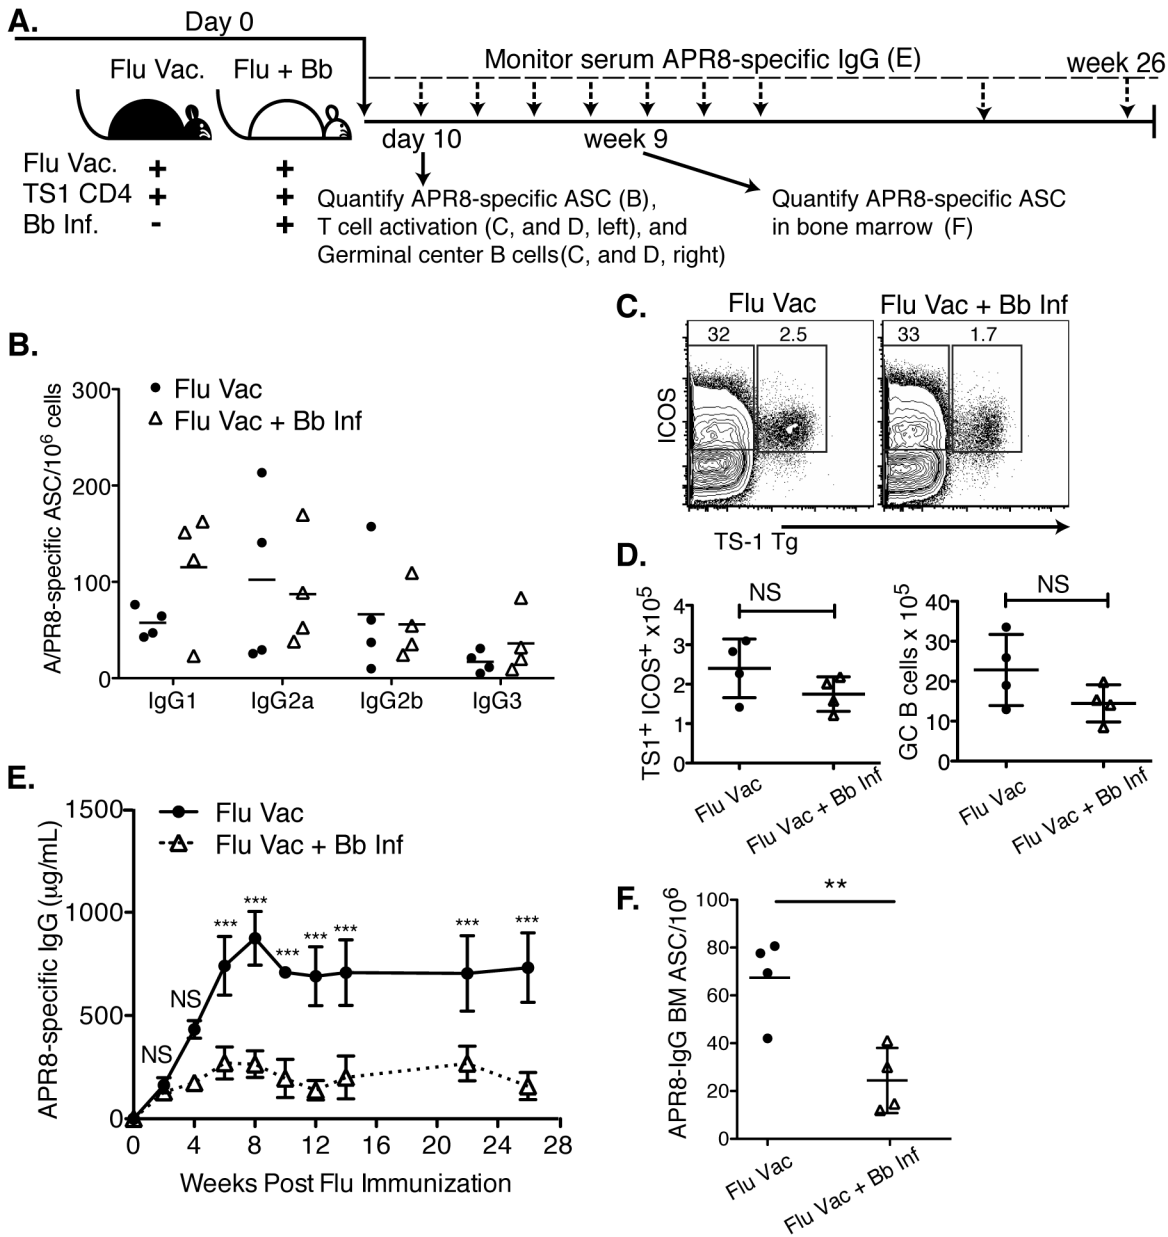 A.
Day 0
Flu Vac.
Flu + Bb
Monitor serum APR8-specific IgG (E)
week 26
day 10
week 9
Flu Vac. + +
TS1 CD4 + +
Bb Inf. - +
Quantify APR8-specific ASC (B),
T cell activation (C, and D, left), and
Germinal center B cells(C, and D, right)
Quantify APR8-specific ASC
in bone marrow (F)
B.
A/PR8-specific ASC/10⁶ cells
300
200
100
0
Flu Vac
Flu Vac + Bb Inf
IgG1 IgG2a IgG2b IgG3
C.
Flu Vac
Flu Vac + Bb Inf
32 2.5
33 1.7
ICOS
TS-1 Tg
D.
TS1⁺ ICOS⁺ x10⁵
4
3
2
1
0
NS
Flu Vac
Flu Vac + Bb Inf
GC B cells x 10⁵
40
30
20
10
0
NS
Flu Vac
Flu Vac + Bb Inf
E.
APR8-specific IgG (µg/mL)
1500
1000
500
0
Flu Vac
Flu Vac + Bb Inf
NS
NS
***
***
***
***
***
***
***
0 4 8 12 16 20 24 28
Weeks Post Flu Immunization
F.
APR8-IgG BM ASC/10⁶
100
80
60
40
20
0
**
Flu Vac
Flu Vac + Bb Inf